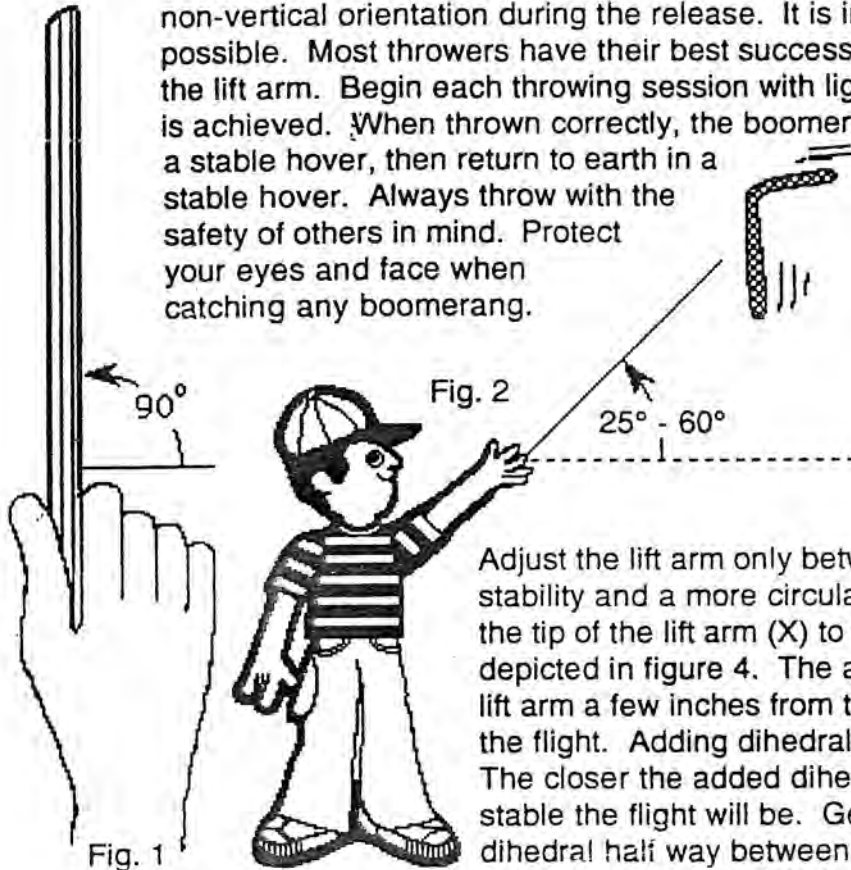 non-vertical orientation during the release. It is i
possible. Most throwers have their best success
the lift arm. Begin each throwing session with lig
is achieved. When thrown correctly, the boomer
a stable hover, then return to earth in a
stable hover. Always throw with the
safety of others in mind. Protect
your eyes and face when
catching any boomerang.
90°
Fig. 2
25° - 60°
Adjust the lift arm only betw
stability and a more circula
the tip of the lift arm (X) to
depicted in figure 4. The a
lift arm a few inches from t
the flight. Adding dihedral
The closer the added dihe
stable the flight will be. Ge
dihedral half way between
Fig. 1